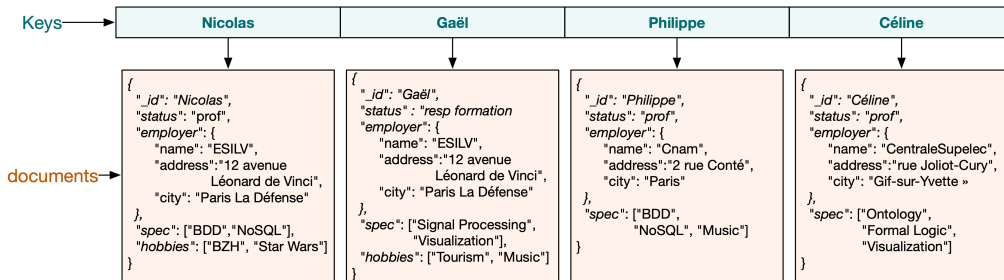 Keys
Nicolas
Gaël
Philippe
Céline
documents
{
"_id": "Nicolas",
"status": "prof",
"employer": {
"name": "ESILV",
"address":"12 avenue
Léonard de Vinci",
"city": "Paris La Défense"
},
"spec": ["BDD","NoSQL"],
"hobbies": ["BZH", "Star Wars"]
}
{
"_id": "Gaël",
"status" : "resp formation
"employer": {
"name": "ESILV",
"address":"12 avenue
Léonard de Vinci",
"city": "Paris La Défense"
},
"spec": ["Signal Processing",
"Visualization"],
"hobbies": ["Tourism", "Music"]
}
{
"_id": "Philippe",
"status": "prof",
"employer": {
"name": "Cnam",
"address":"2 rue Conté",
"city": "Paris"
},
"spec": ["BDD",
"NoSQL", "Music"]
}
{
"_id": "Céline",
"status": "prof",
"employer": {
"name": "CentraleSupelec",
"address":"rue Joliot-Cury",
"city": "Gif-sur-Yvette »
},
"spec": ["Ontology",
"Formal Logic",
"Visualization"]
}